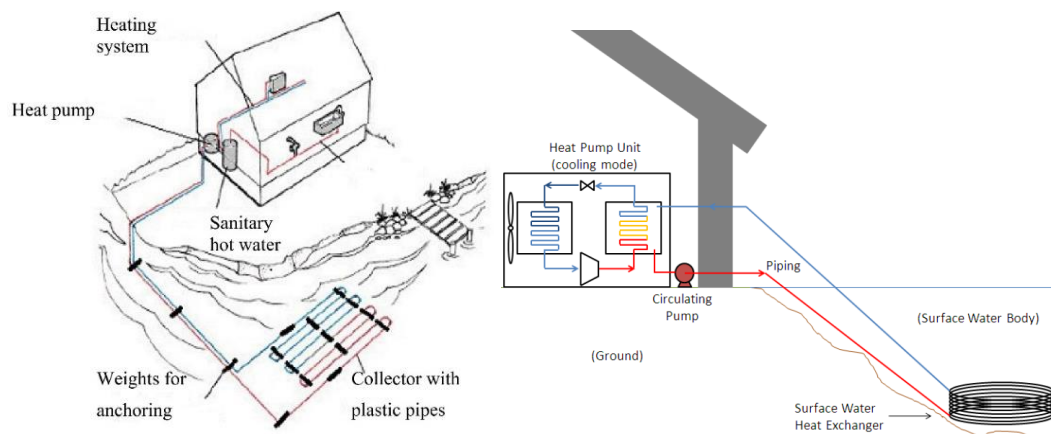 Heating
system
Heat pump
Sanitary
hot water
Weights for
anchoring
Collector with
plastic pipes
Heat Pump Unit
(cooling mode)
Piping
Circulating
Pump
(Surface Water Body)
(Ground)
Surface Water
Heat Exchanger